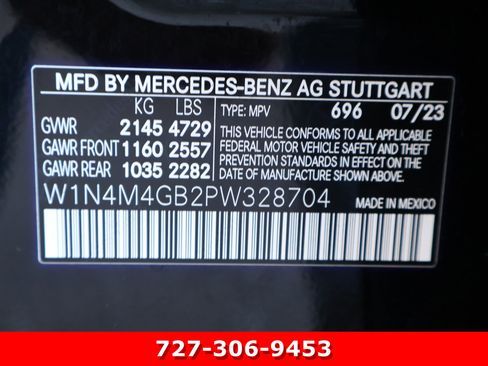 MFD BY MERCEDES-BENZ AG STUTTGART
KG LBS TYPE: MPV 696 07/23
GVWR 2145 4729 THIS VEHICLE CONFORMS TO ALL APPLICABLE
GAWR FRONT 1160 2557 FEDERAL MOTOR VEHICLE SAFETY AND THEFT
GAWR REAR 1035 2282 PREVENTION STANDARDS IN EFFECT ON THE
DATE OF MANUFACTURE SHOWN ABOVE.
W1N4M4GB2PW328704 MADE IN MEXICO
727-306-9453